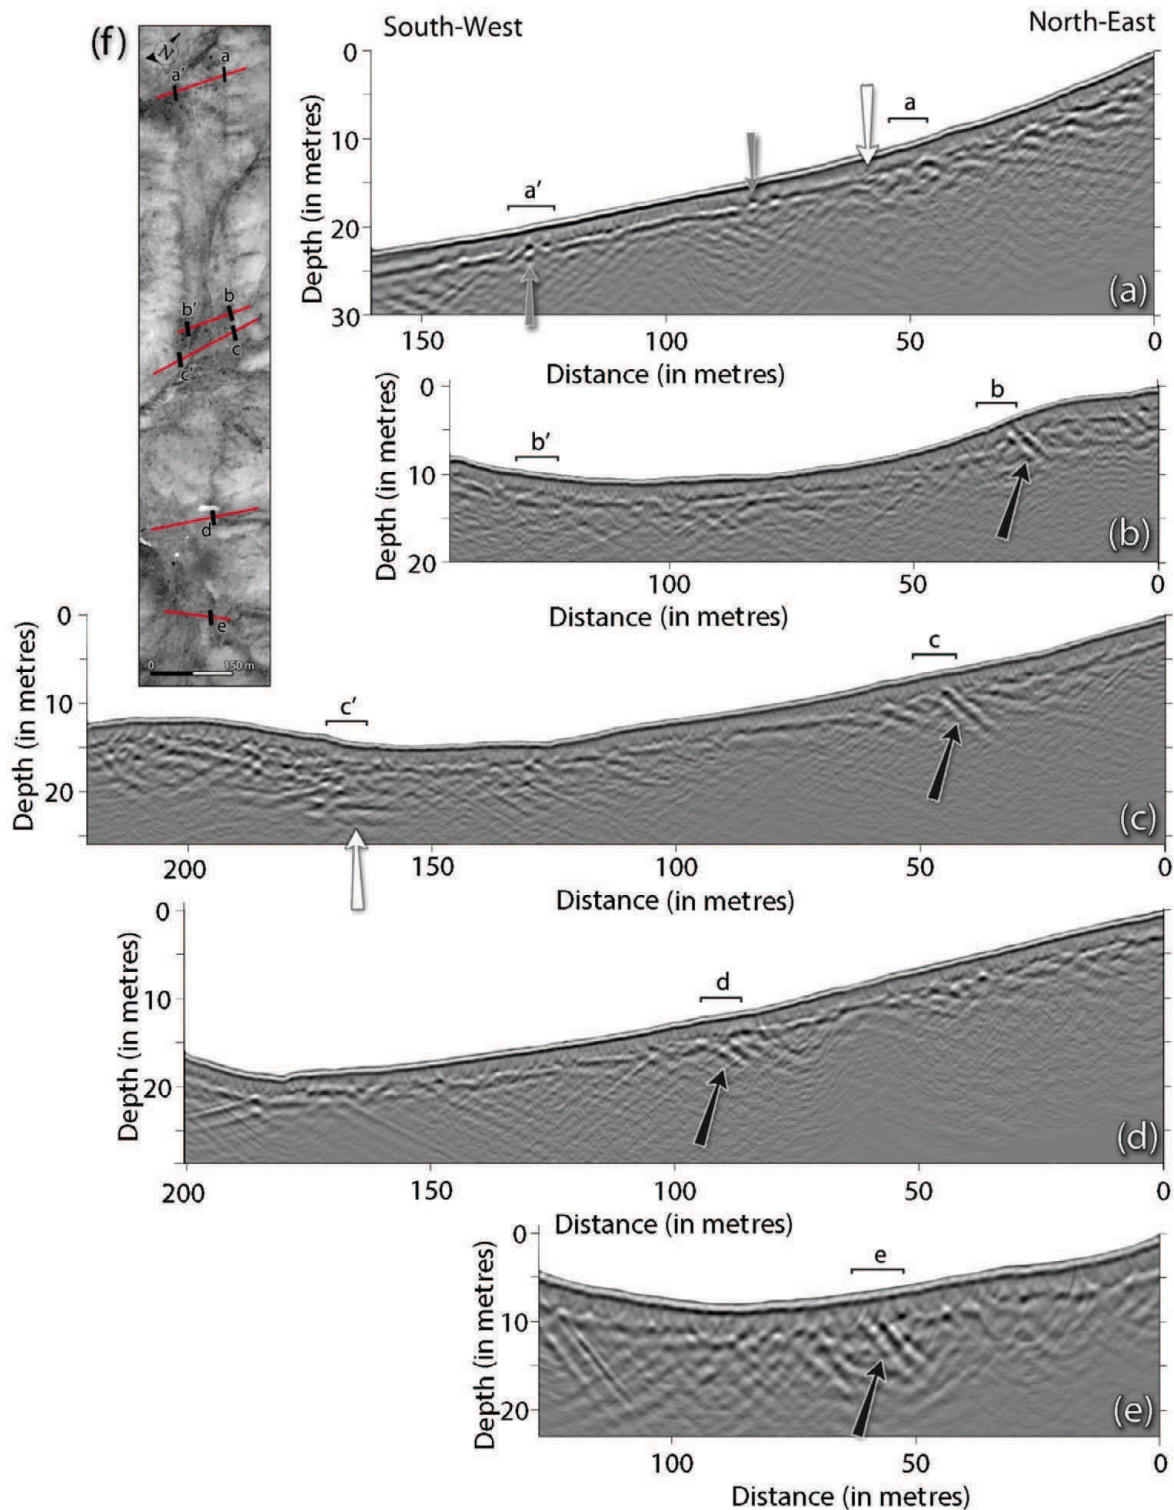 (f)
N
a'
a
b'
b
c
c'
d
e
0
150 m
South-West
North-East
0
10
20
30
Depth (in metres)
a'
a
(a)
150
100
50
0
Distance (in metres)
0
10
20
Depth (in metres)
b'
b
(b)
100
50
0
Distance (in metres)
0
10
20
Depth (in metres)
c'
c
(c)
200
150
100
50
0
Distance (in metres)
0
10
20
Depth (in metres)
d
(d)
200
150
100
50
0
Distance (in metres)
0
10
20
Depth (in metres)
e
(e)
100
50
0
Distance (in metres)